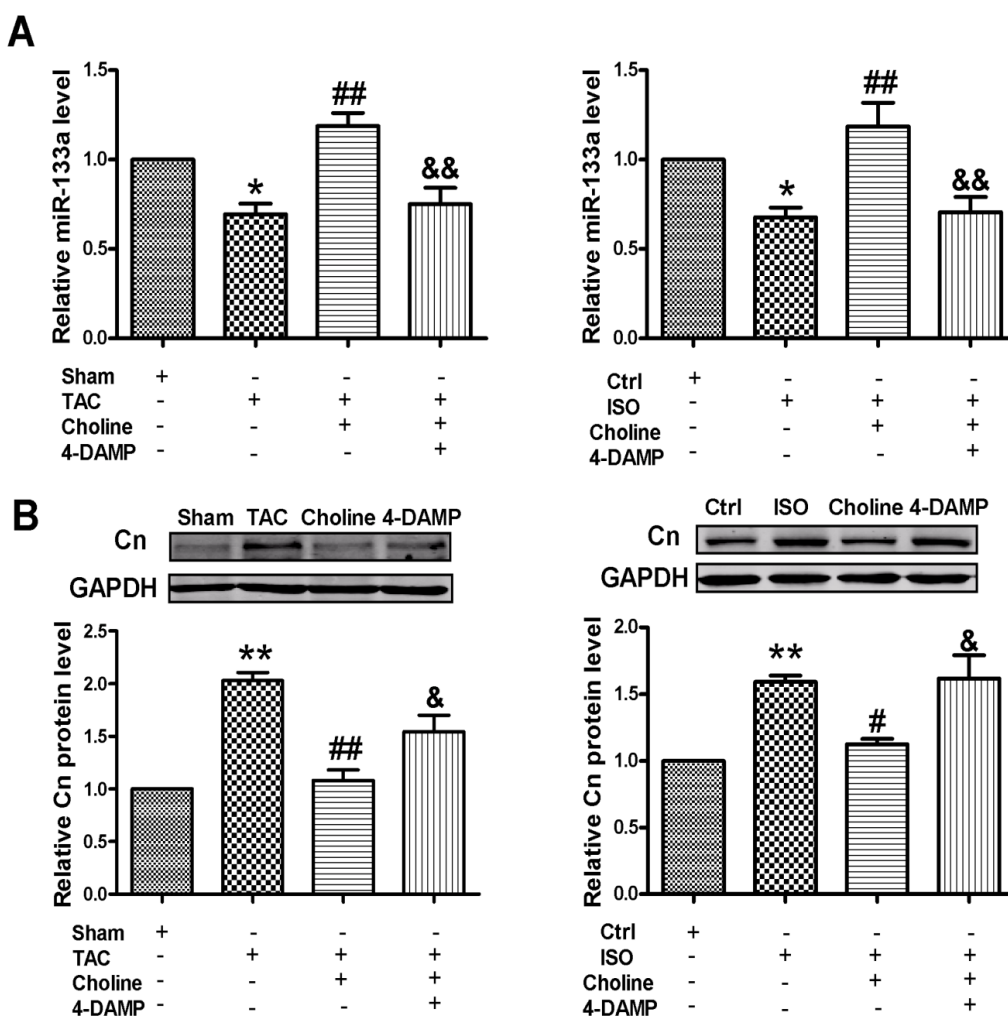 A
Relative miR-133a level
1.5
1.0
0.5
0.0
*
##
&&
Sham + - - -
TAC - + + +
Choline - - + +
4-DAMP - - - +
Relative miR-133a level
1.5
1.0
0.5
0.0
*
##
&&
Ctrl + - - -
ISO - + + +
Choline - - + +
4-DAMP - - - +
B
Sham TAC Choline 4-DAMP
Cn
GAPDH
Relative Cn protein level
2.5
2.0
1.5
1.0
0.5
0.0
**
##
&
Sham + - - -
TAC - + + +
Choline - - + +
4-DAMP - - - +
Ctrl ISO Choline 4-DAMP
Cn
GAPDH
Relative Cn protein level
2.0
1.5
1.0
0.5
0.0
**
#
&
Ctrl + - - -
ISO - + + +
Choline - - + +
4-DAMP - - - +